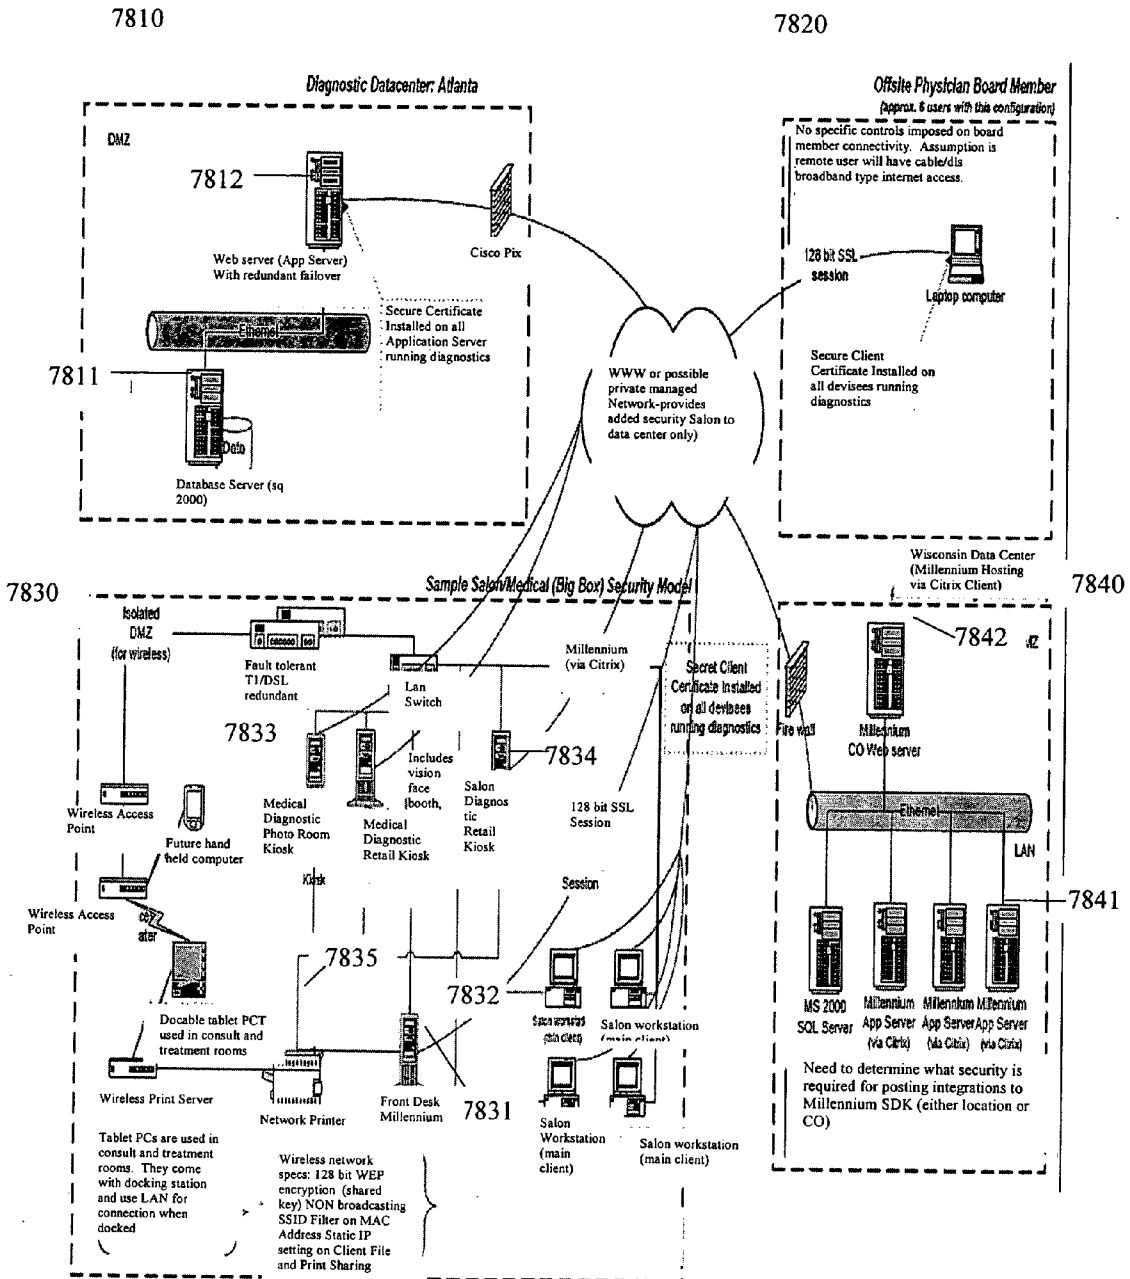 7810
7820
Diagnostic Datacenter: Atlanta
DMZ
7812
Web server (App Server)
With redundant failover
Cisco Pix
Ethernet
Secure Certificate
Installed on all
Application Server
running diagnostics
7811
Data
Database Server (sq
2000)
Offsite Physician Board Member
(approx. 6 users with this configuration)
No specific controls imposed on board
member connectivity. Assumption is
remote user will have cable/dls
broadband type internet access.
128 bit SSL
session
Laptop computer
Secure Client
Certificate Installed on
all devisees running
diagnostics
WWW or possible
private managed
Network-provides
added security Salon to
data center only)
7830
Sample Salon/Medical (Big Box) Security Model
Isolated
DMZ
(for wireless)
Fault tolerant
T1/DSL
redundant
Lan
Switch
Millennium
(via Citrix)
Secret Client
Certificate Installed
on all devisees
running diagnostics
7833
7834
Includes
vision
face
(booth,
Medical
Diagnostic
Photo Room
Kiosk
Medical
Diagnostic
Retail Kiosk
Salon
Diagnos
tic
Retail
Kiosk
128 bit SSL
Session
Wireless Access
Point
Future hand
held computer
Kiosk
Session
Wireless Access
Point
ce
ater
7835
7832
Docable tablet PCT
used in consult and
treatment rooms
Salon workstation
(main client)
Salon workstation
(main client)
Wireless Print Server
Network Printer
Front Desk
Millennium
7831
Salon
Workstation
(main
client)
Salon workstation
(main client)
Tablet PCs are used in
consult and treatment
rooms. They come
with docking station
and use LAN for
connection when
docked
Wireless network
specs: 128 bit WEP
encryption (shared
key) NON broadcasting
SSID Filter on MAC
Address Static IP
setting on Client File
and Print Sharing
Wisconsin Data Center
(Millennium Hosting
via Citrix Client)
7840
7842
MZ
Fire wall
Millennium
CO Web server
Ethernet
LAN
7841
MS 2000
SQL Server
Millennium
App Server
(via Citrix)
Millennium
App Server
(via Citrix)
Millennium
App Server
(via Citrix)
Need to determine what security is
required for posting integrations to
Millennium SDK (either location or
CO)